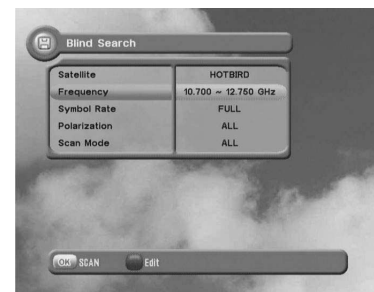 Blind Search
Satellite HOTBIRD
Frequency 10.700 ~ 12.750 GHz
Symbol Rate FULL
Polarization ALL
Scan Mode ALL
OK SCAN Edit